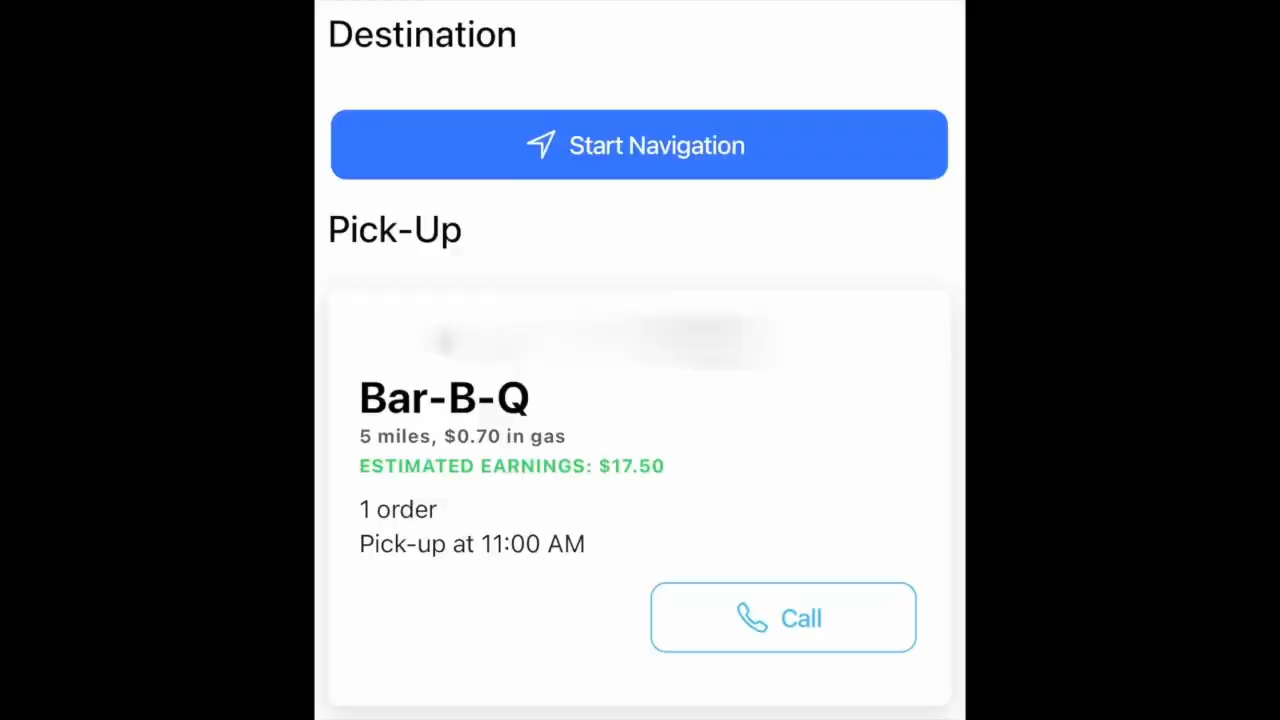 Destination
Start Navigation
Pick-Up
Bar-B-Q
5 miles, $0.70 in gas
ESTIMATED EARNINGS: $17.50
1 order
Pick-up at 11:00 AM
Call